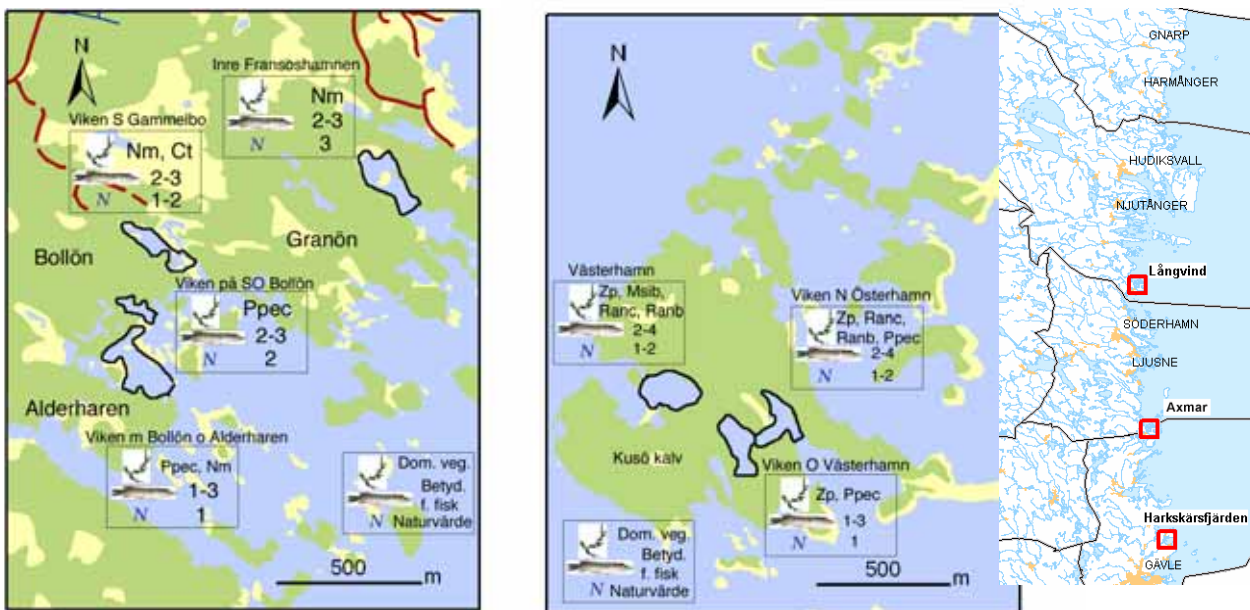 N
Inre Fransoshamnen
Nm
2-3
N 3
Viken S Gammelbo
Nm, Ct
2-3
N 1-2
Bollön
Granön
Viken på SO Bollön
Ppec
2-3
N 2
Alderharen
Viken m Bollön o Alderharen
Ppec, Nm
1-3
N 1
Dom. veg.
Betyd.
f. fisk
N Naturvärde
500
m
N
Västerhamn
Zp, Msib,
Ranc, Ranb
2-4
N 1-2
Viken N Österhamn
Zp, Ranc,
Ranb, Ppec
2-4
N 1-2
Kusö kalv
Viken O Västerhamn
Zp, Ppec
1-3
N 1
Dom. veg.
Betyd.
f. fisk
N Naturvärde
500
m
GNARP
HARMÅNGER
HUDIKSVALL
NJUTÅNGER
Långvind
SÖDERHAMN
LJUSNE
Axmar
Harkskärsfjärden
GÄVLE